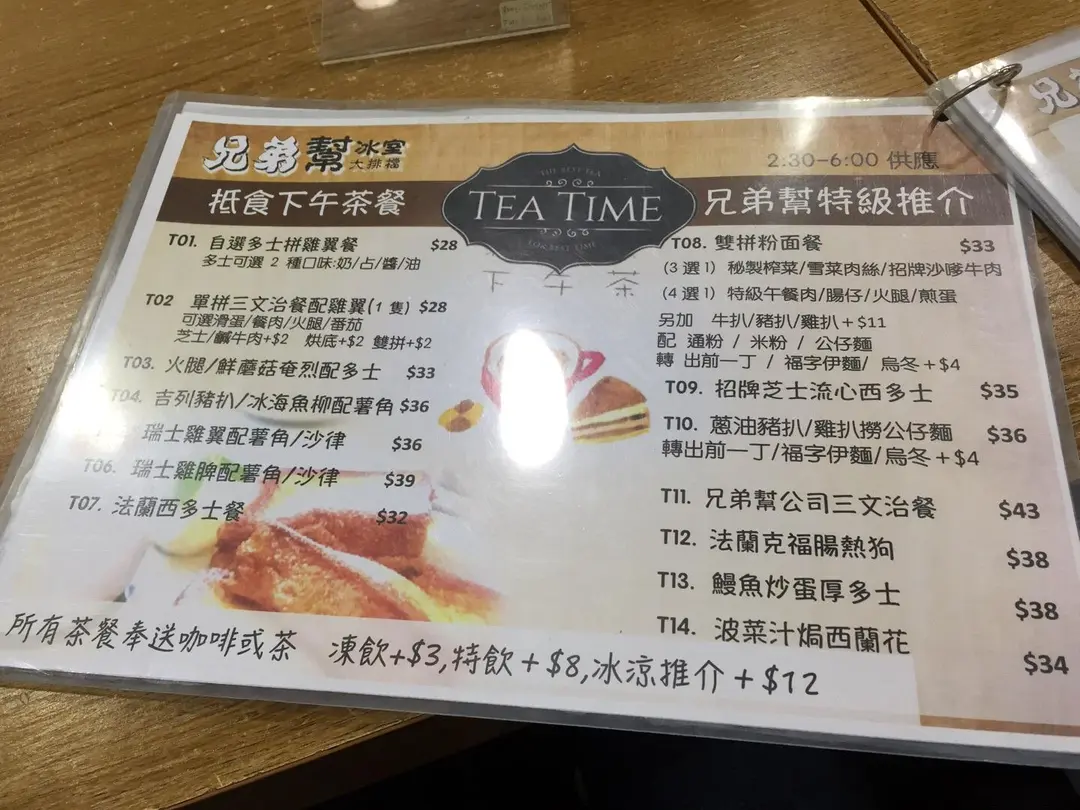 兄弟幫冰室
大排檔
2:30-6:00 供應
抵食下午茶餐
THE BEST TEA
TEA TIME
FOR BEST TIME
下午茶
兄弟幫特級推介
T01. 自選多士拼雞翼餐 $28
多士可選 2 種口味:奶/占/醬/油
T02 單拼三文治餐配雞翼(1 隻) $28
可選滑蛋/餐肉/火腿/番茄
芝士/鹹牛肉+$2 烘底+$2 雙拼+$2
T03. 火腿/鮮蘑菇奄烈配多士 $33
T04. 吉列豬扒/冰海魚柳配薯角 $36
瑞士雞翼配薯角/沙律 $36
T06. 瑞士雞脾配薯角/沙律 $39
T07. 法蘭西多士餐 $32
T08. 雙拼粉面餐 $33
(3 選1) 秘製榨菜/雪菜肉絲/招牌沙嗲牛肉
(4 選1) 特級午餐肉/腸仔/火腿/煎蛋
另加 牛扒/豬扒/雞扒+$11
配 通粉 / 米粉 / 公仔麵
轉 出前一丁 / 福字伊麵/ 烏冬+$4
T09. 招牌芝士流心西多士 $35
T10. 蔥油豬扒/雞扒撈公仔麵 $36
轉出前一丁/福字伊麵/烏冬+$4
T11. 兄弟幫公司三文治餐 $43
T12. 法蘭克福腸熱狗 $38
T13. 鰻魚炒蛋厚多士 $38
T14. 波菜汁焗西蘭花 $34
所有茶餐奉送咖啡或茶 凍飲+$3,特飲+$8,冰涼推介+$12